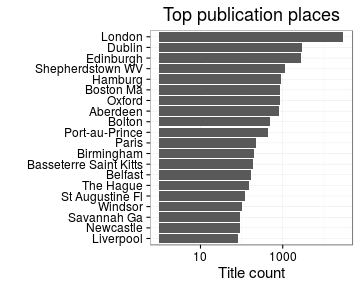 Top publication places
London
Dublin
Edinburgh
Shepherdstown WV
Hamburg
Boston Ma
Oxford
Aberdeen
Bolton
Port-au-Prince
Paris
Birmingham
Basseterre Saint Kitts
Belfast
The Hague
St Augustine Fl
Windsor
Savannah Ga
Newcastle
Liverpool
10 1000
Title count